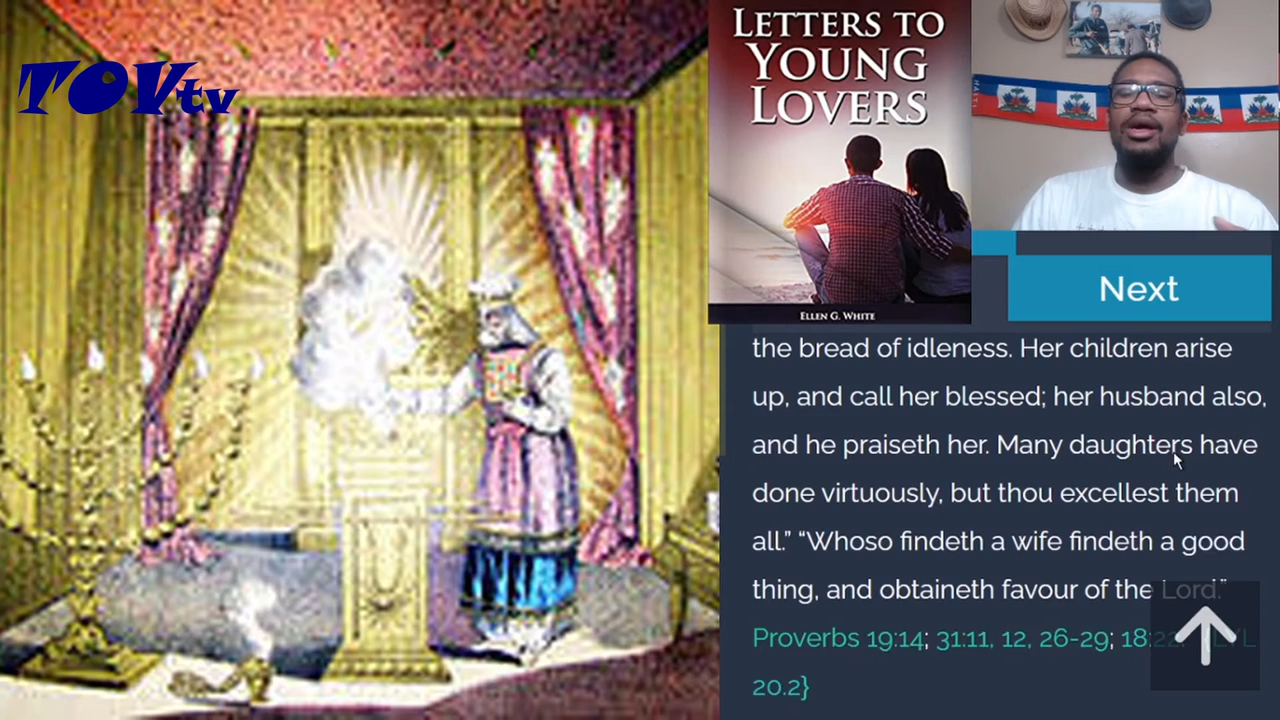 TOVtv
LETTERS TO
YOUNG
LOVERS
ELLEN G. WHITE
HAITI
Next
the bread of idleness. Her children arise
up, and call her blessed; her husband also,
and he praiseth her. Many daughters have
done virtuously, but thou excellest them
all.” “Whoso findeth a wife findeth a good
thing, and obtaineth favour of the Lord.”
Proverbs 19:14; 31:11, 12, 26-29; 18:22. {LYL
20.2}